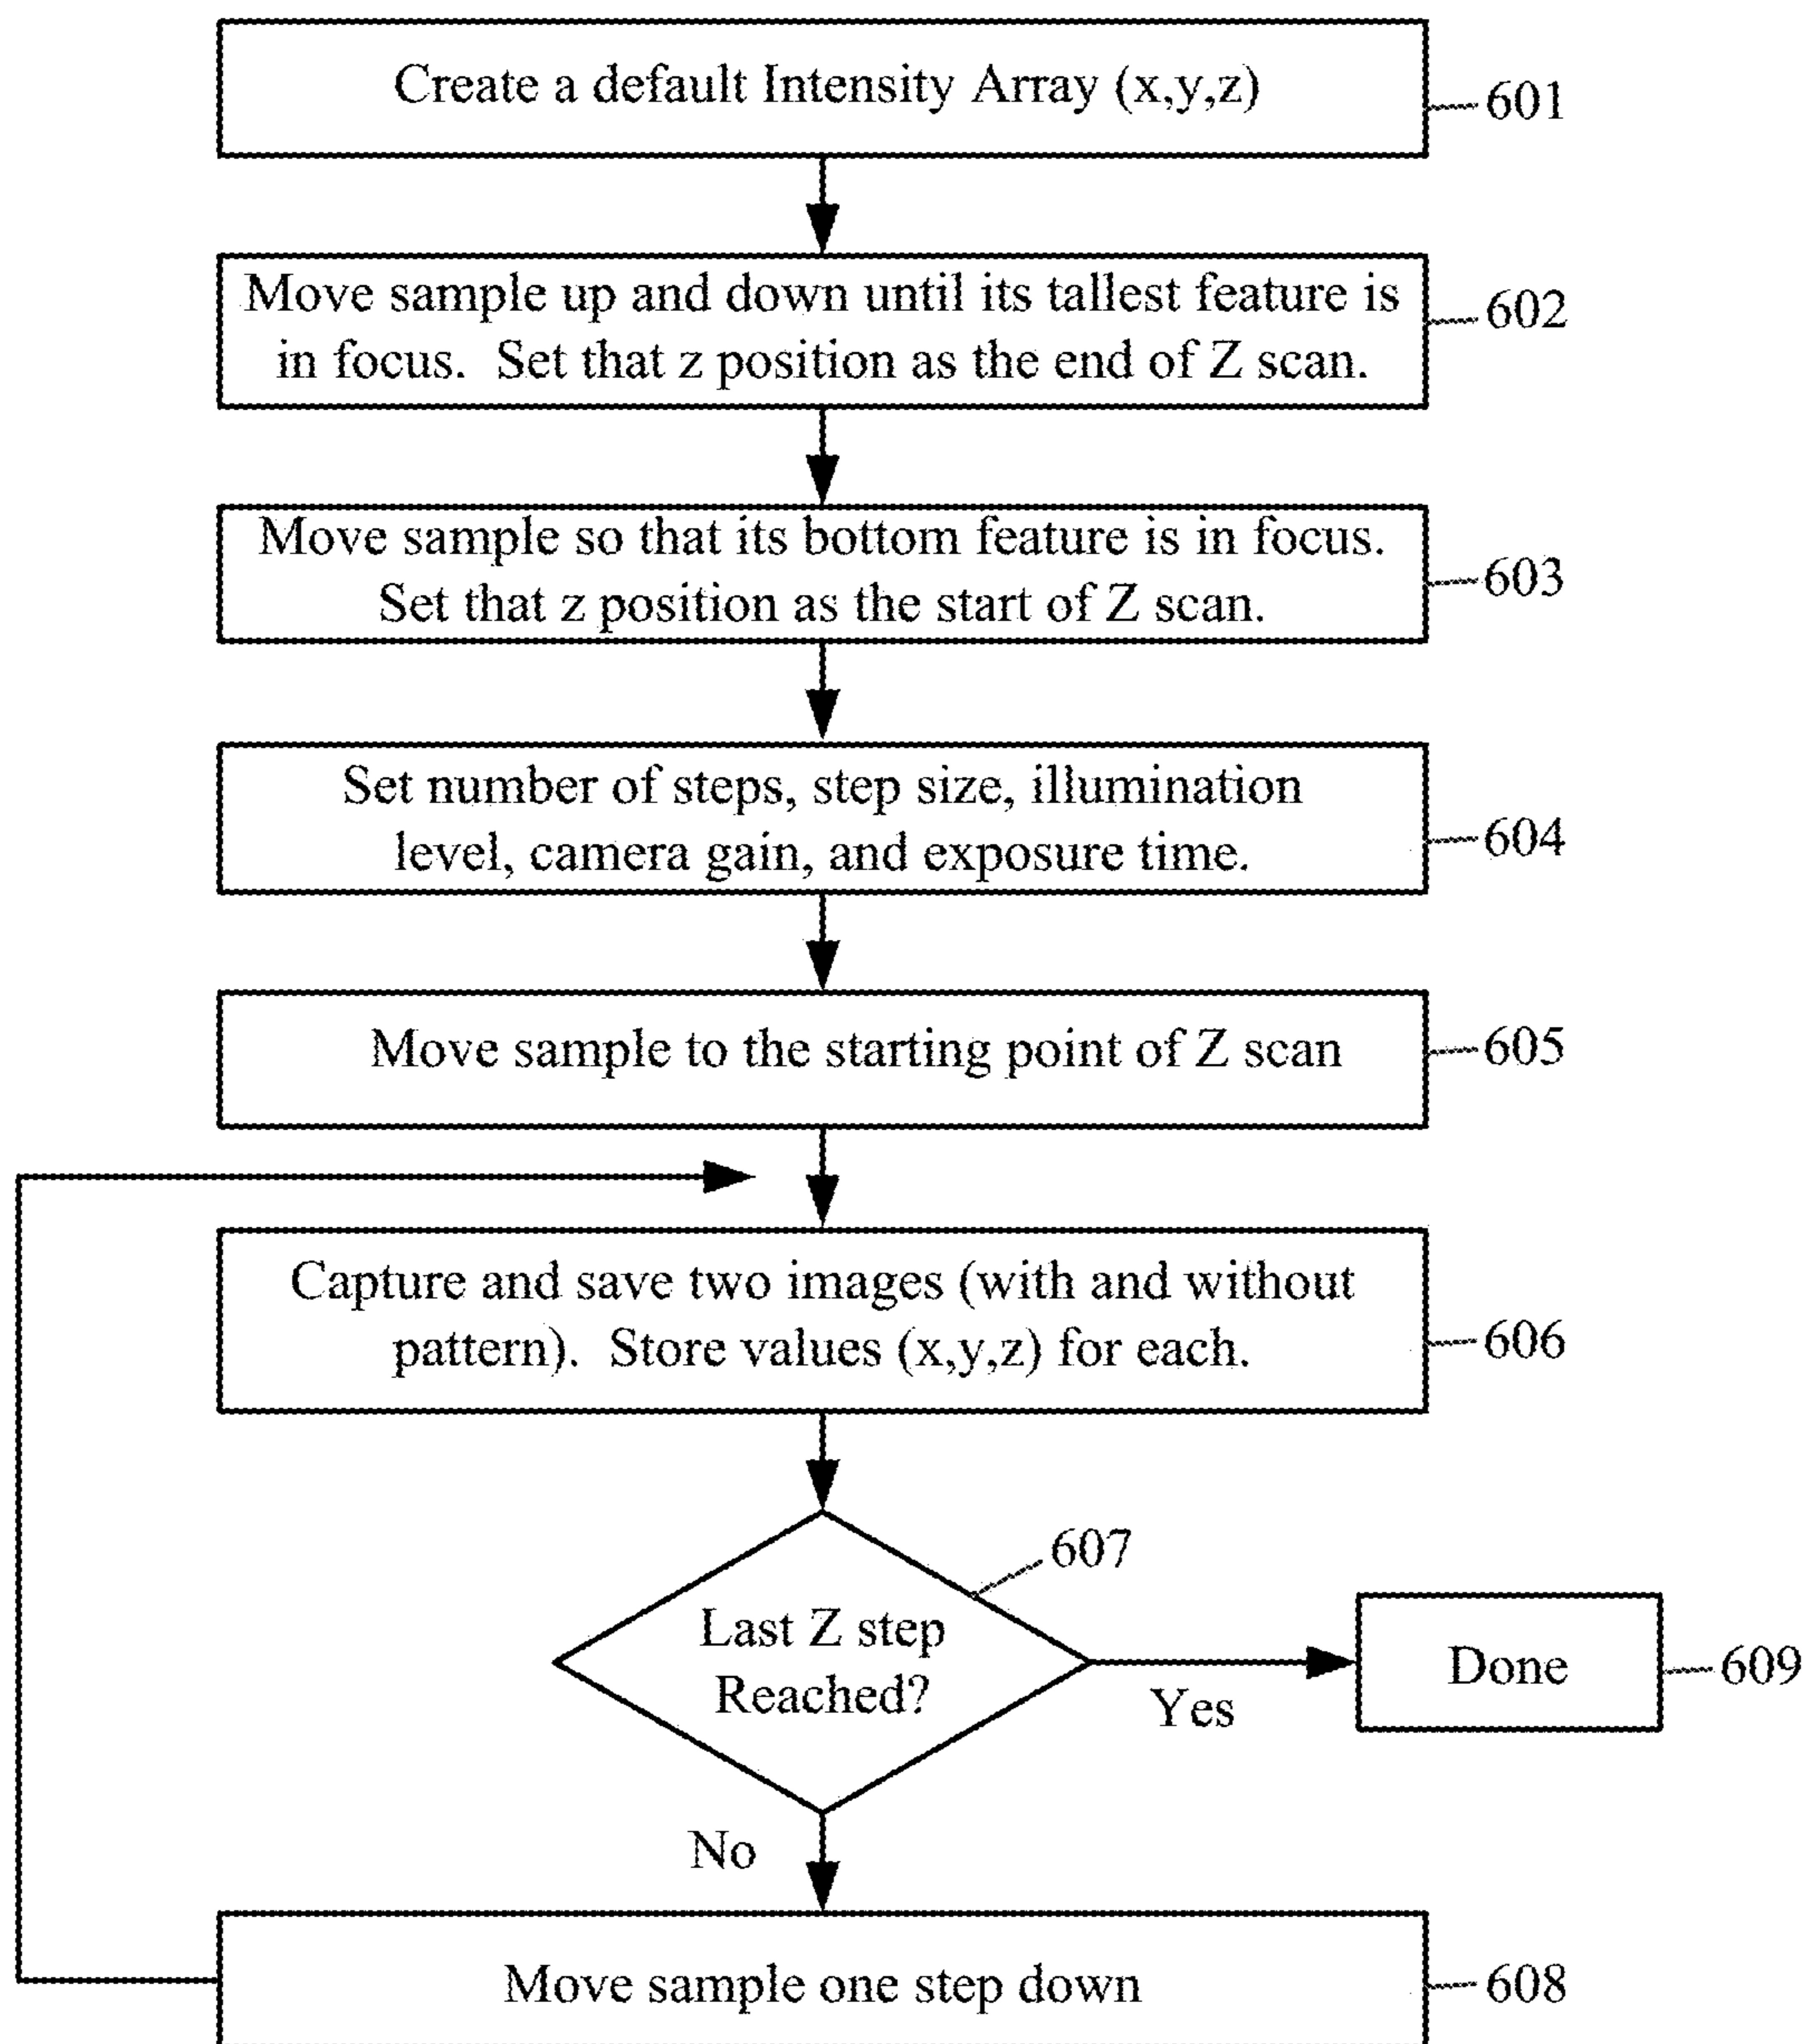 Create a default Intensity Array (x,y,z)
601
Move sample up and down until its tallest feature is
in focus.  Set that z position as the end of Z scan.
602
Move sample so that its bottom feature is in focus.
Set that z position as the start of Z scan.
603
Set number of steps, step size, illumination
level, camera gain, and exposure time.
604
Move sample to the starting point of Z scan
605
Capture and save two images (with and without
pattern).  Store values (x,y,z) for each.
606
607
Last Z step
Reached?
Yes
Done
609
No
Move sample one step down
608